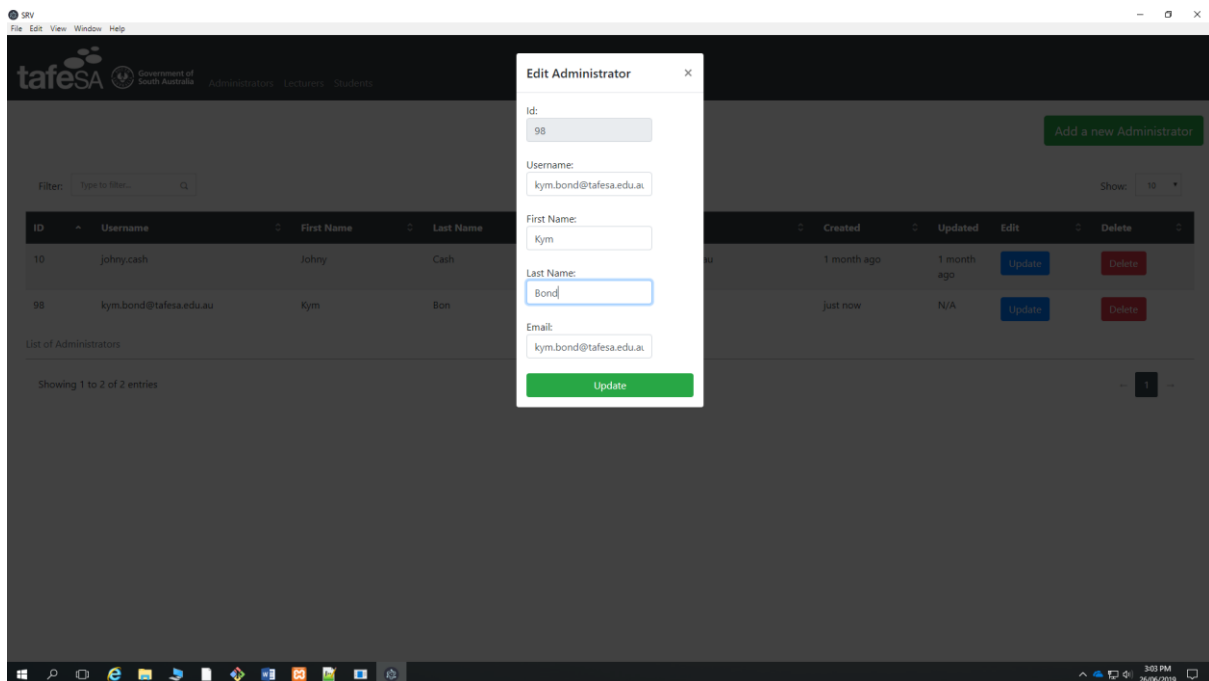 SRV
File Edit View Window Help
tafeSA Government of South Australia Administrators Lecturers Students
Edit Administrator ×
Id:
98
Add a new Administrator
Username:
kym.bond@tafesa.edu.au
Filter: Type to filter... Show: 10
First Name:
Kym
ID Username First Name Last Name Created Updated Edit Delete
10 johny.cash Johny Cash au 1 month ago 1 month ago Update Delete
Last Name:
Bond
98 kym.bond@tafesa.edu.au Kym Bon just now N/A Update Delete
Email:
kym.bond@tafesa.edu.au
List of Administrators
Showing 1 to 2 of 2 entries
Update
1
3:03 PM
26/06/2019